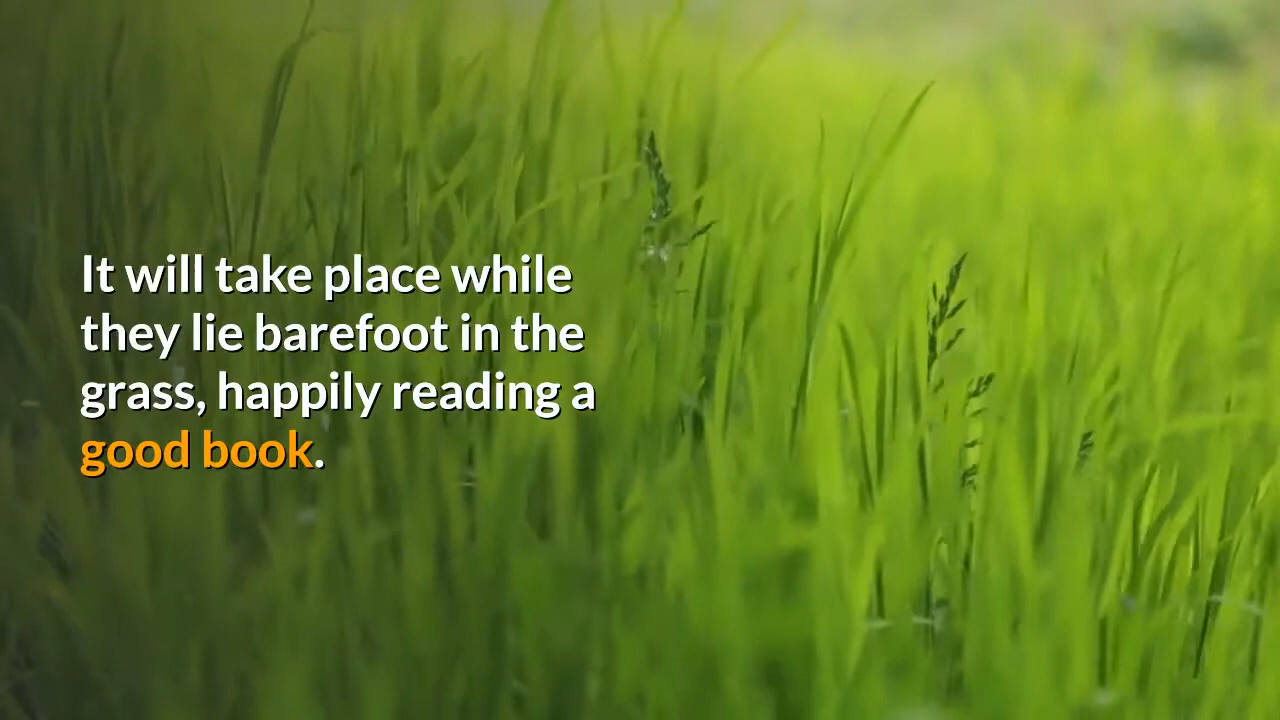 It will take place while
they lie barefoot in the
grass, happily reading a
good book.